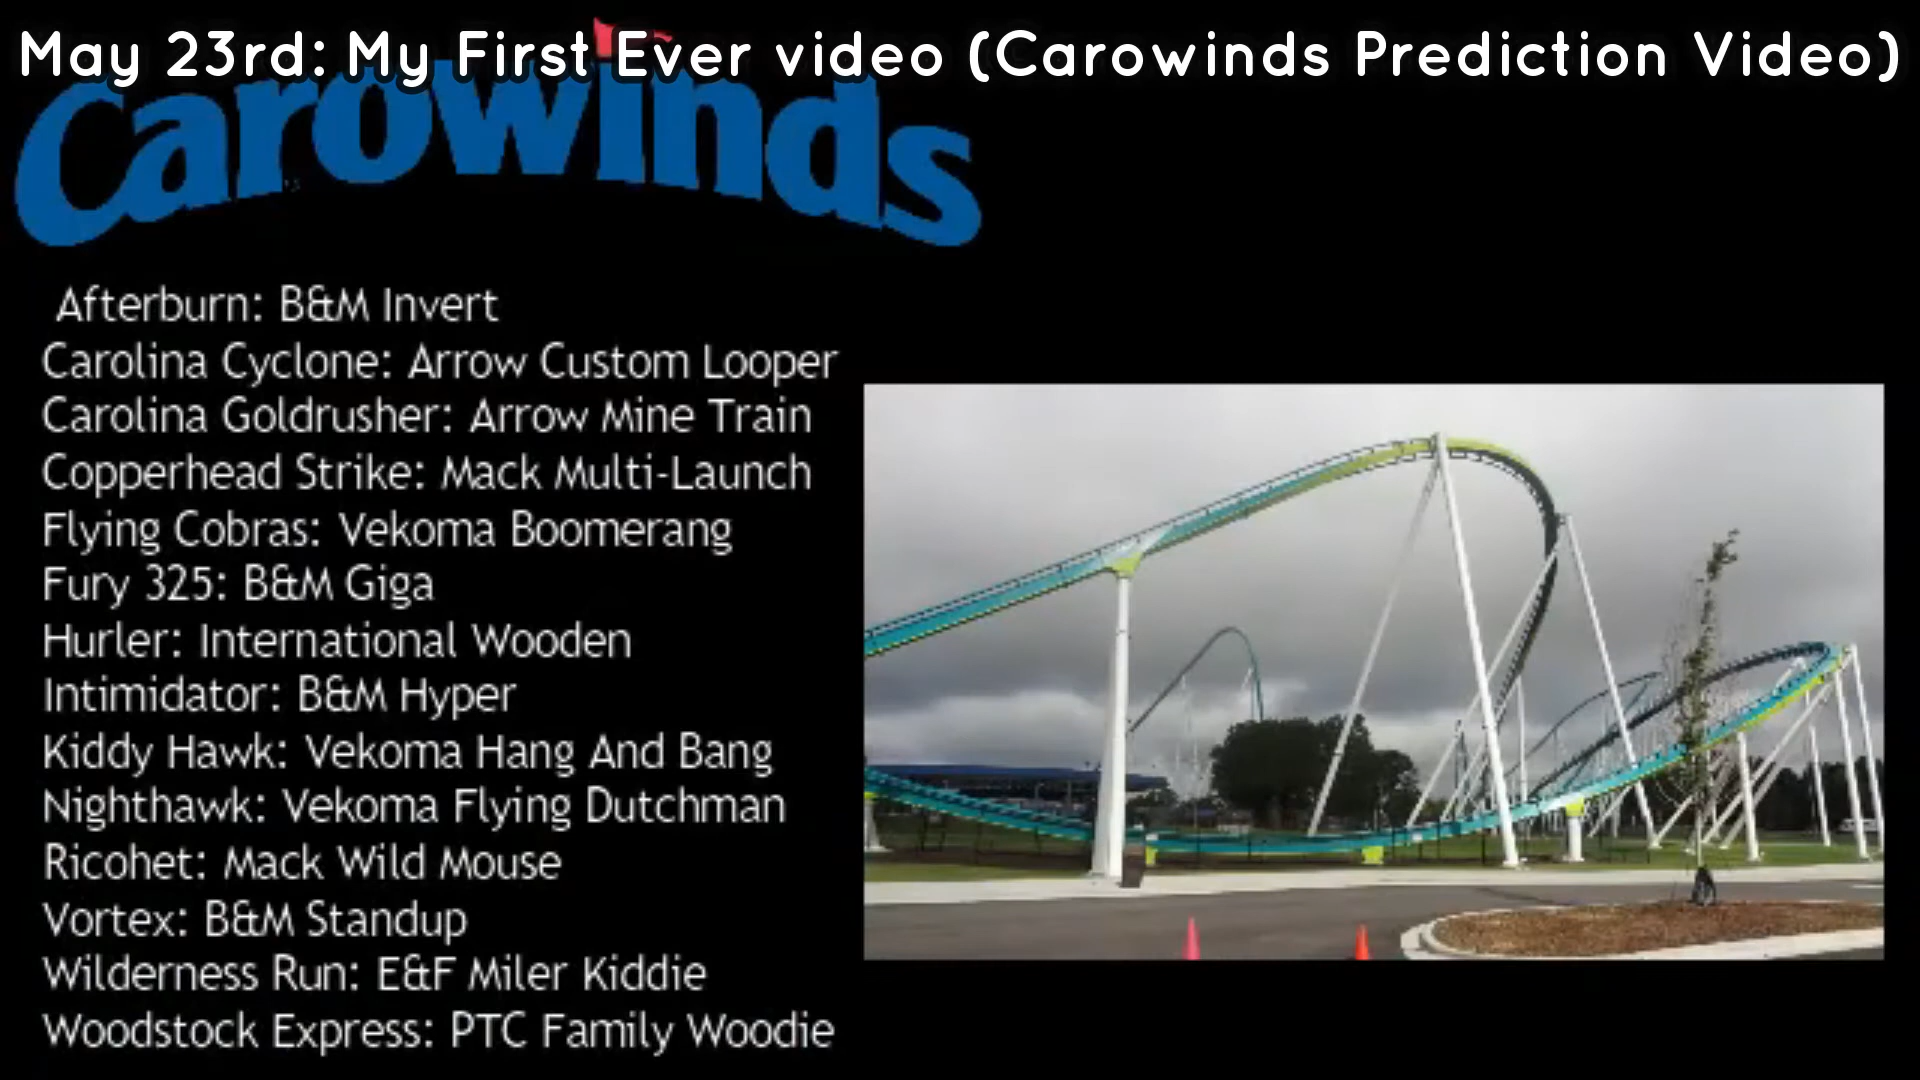 May 23rd: My First Ever video (Carowinds Prediction Video)
Carowinds
Afterburn: B&M Invert
Carolina Cyclone: Arrow Custom Looper
Carolina Goldrusher: Arrow Mine Train
Copperhead Strike: Mack Multi-Launch
Flying Cobras: Vekoma Boomerang
Fury 325: B&M Giga
Hurler: International Wooden
Intimidator: B&M Hyper
Kiddy Hawk: Vekoma Hang And Bang
Nighthawk: Vekoma Flying Dutchman
Ricohet: Mack Wild Mouse
Vortex: B&M Standup
Wilderness Run: E&F Miler Kiddie
Woodstock Express: PTC Family Woodie